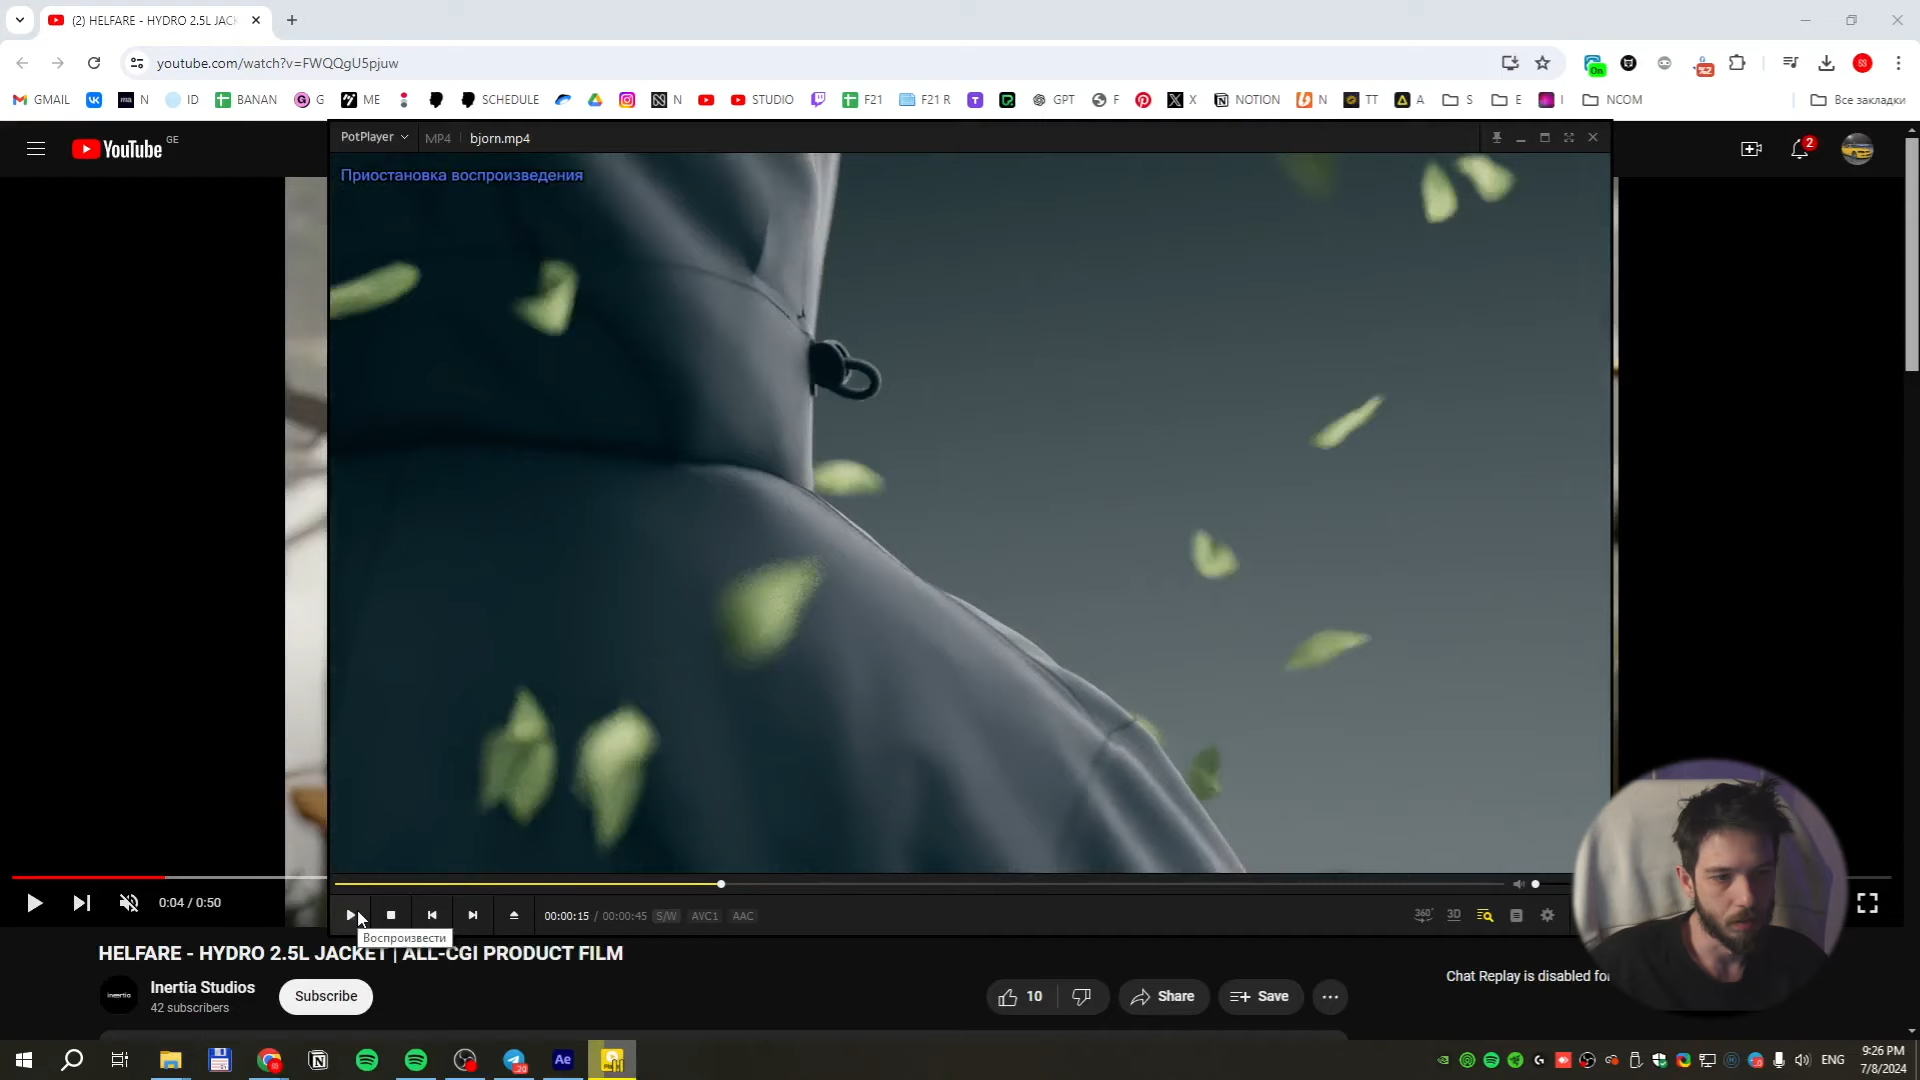 (2) HELFARE - HYDRO 2.5L JACK
youtube.com/watch?v=FWQQgU5pjuw
On
GMAIL
N
ID
BANAN
G
ME
SCHEDULE
N
STUDIO
F21
F21 R
GPT
F
X
NOTION
N
TT
A
S
E
NCOM
Все закладки
YouTube
GE
2
PotPlayer
MP4
bjorn.mp4
Приостановка воспроизведения
0:04 / 0:50
00:00:15 / 00:00:45 S/W AVC1 AAC
360°
3D
Воспроизвести
HELFARE - HYDRO 2.5L JACKET | ALL-CGI PRODUCT FILM
Inertia Studios
42 subscribers
Subscribe
10
Share
Save
Chat Replay is disabled fo
Ae
ENG
9:26 PM
7/8/2024